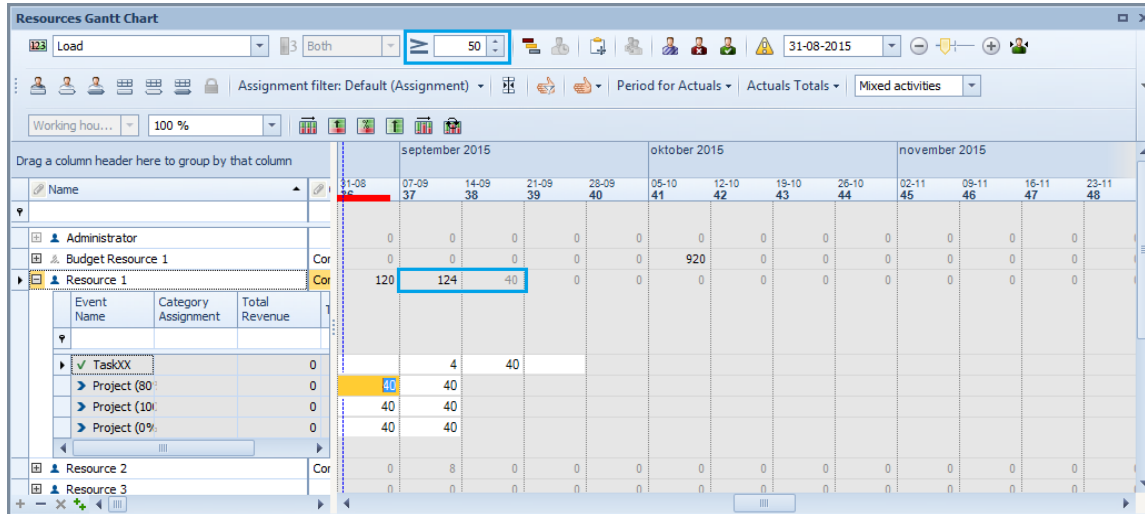 Resources Gantt Chart
123 Load 3 Both ≥ 50 31-08-2015
Assignment filter: Default (Assignment) Period for Actuals Actuals Totals Mixed activities
Working hou... 100 %
Drag a column header here to group by that column september 2015 oktober 2015 november 2015
Name 31-08 07-09 14-09 21-09 28-09 05-10 12-10 19-10 26-10 02-11 09-11 16-11 23-11
36 37 38 39 40 41 42 43 44 45 46 47 48
Administrator 0 0 0 0 0 0 0 0 0 0 0 0
Budget Resource 1 Cor 0 0 0 0 0 920 0 0 0 0 0 0
Resource 1 Cor 120 124 40 0 0 0 0 0 0 0 0 0
Event Name Category Assignment Total Revenue
TaskXX 0 4 40
Project (80 0 40 40
Project (10 0 40 40
Project (0% 0 40 40
Resource 2 Cor 0 8 0 0 0 0 0 0 0 0 0 0
Resource 3 0 0 0 0 0 0 0 0 0 0 0 0